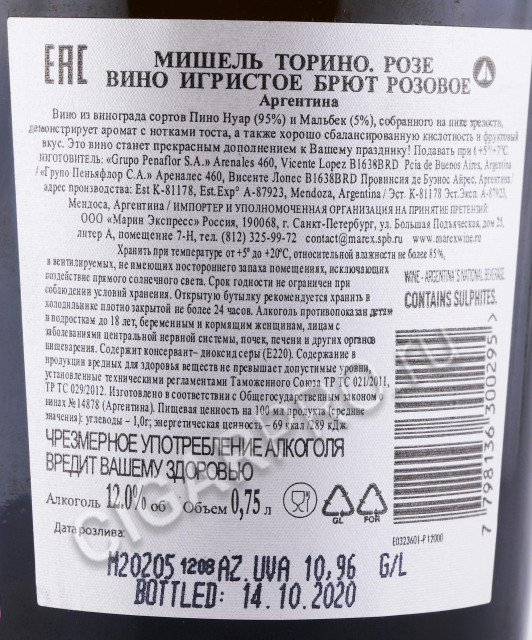 EAC
МИШЕЛЬ ТОРИНО. РОЗЕ
ВИНО ИГРИСТОЕ БРЮТ РОЗОВОЕ
Аргентина
Вино из винограда сортов Пино Нуар (95%) и Мальбек (5%), собранного на пике зрелости,
демонстрирует аромат с нотками тоста, а также хорошо сбалансированную кислотность и фруктовый
вкус. Это вино станет прекрасным дополнением к Вашему празднику! Подавать при t +5°+7°C
ИЗГОТОВИТЕЛЬ: «Grupo Penaflor S.A.» Arenales 460, Vicente Lopez B1638BRD Pcia de Buenos Aires, Argentina
/ «Групо Пеньяфлор С.А.» Ареналес 460, Висенте Лопес B1638BRD Провинсия де Буэнос Айрес, Аргентина/
адрес производства: Est K-81178, Est.Exp° A-87923, Mendoza, Argentina / Эст. К-81178 Ест.Эксп. А-87923,
Мендоса, Аргентина / ИМПОРТЕР И УПОЛНОМОЧЕННАЯ ОРГАНИЗАЦИЯ НА ПРИНЯТИЕ ПРЕТЕНЗИЙ
ООО «Марин Экспресс» Россия, 190068, г. Санкт-Петербург, ул. Большая Подъяческая, дом 23,
литер А, помещение 7-Н, тел. (812) 325-99-72 contact@marex.spb.ru www.marexwine.ru
Хранить при температуре от +5° до +20°C, относительной влажности не более 85%,
в вентилируемых, не имеющих постороннего запаха помещениях, исключающих
воздействие прямого солнечного света. Срок годности не ограничен при
соблюдении условий хранения. Открытую бутылку рекомендуется хранить в
холодильнике плотно закрытой не более 24 часов. Алкоголь противопоказан детям
и подросткам до 18 лет, беременным и кормящим женщинам, лицам с
заболеваниями центральной нервной системы, почек, печени и других органов
пищеварения. Содержит консервант– диоксид серы (Е220). Содержание в
продукции вредных для здоровья веществ не превышает допустимые уровни,
установленные техническими регламентами Таможенного Союза ТР ТС 021/2011,
ТР ТС 029/2012. Изготовлено в соответствии с Общегосударственным законом о
винах №14878 (Аргентина). Пищевая ценность на 100 мл продукта (средние
значения): углеводы – 1,0г; энергетическая ценность – 69 ккал /289 кДж.
WINE - ARGENTINA'S NATIONAL BEVERAGE
CONTAINS SULPHITES.
7 798136 300295 >
ЧРЕЗМЕРНОЕ УПОТРЕБЛЕНИЕ АЛКОГОЛЯ
ВРЕДИТ ВАШЕМУ ЗДОРОВЬЮ
Алкоголь 12.0% об Объем 0,75 л
GL
FOR
E0323601-P12000
Дата розлива:
M20205 1208 AZ.UVA 10,96 G/L
BOTTLED: 14.10.2020
CIGARPRO.RU